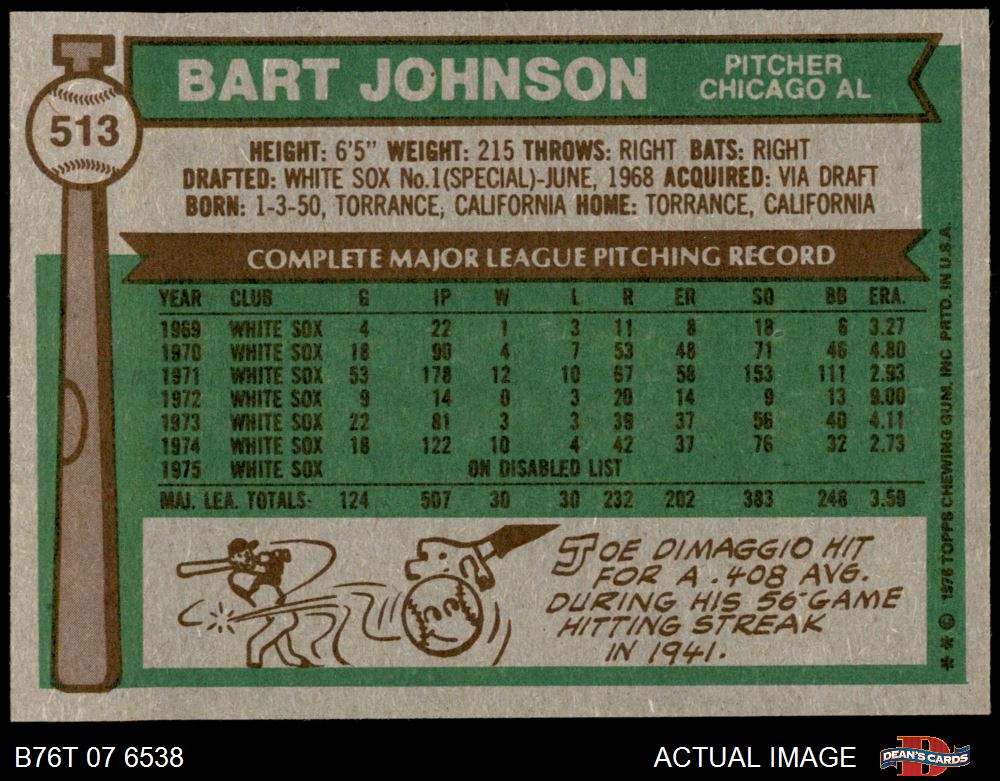 BART JOHNSON
PITCHER
CHICAGO AL
513
HEIGHT: 6'5" WEIGHT: 215 THROWS: RIGHT BATS: RIGHT
DRAFTED: WHITE SOX No.1(SPECIAL)-JUNE, 1968 ACQUIRED: VIA DRAFT
BORN: 1-3-50, TORRANCE, CALIFORNIA HOME: TORRANCE, CALIFORNIA
COMPLETE MAJOR LEAGUE PITCHING RECORD
YEAR CLUB G IP W L R ER SO BB ERA.
1969 WHITE SOX 4 22 1 3 11 8 18 6 3.27
1970 WHITE SOX 18 90 4 7 53 48 71 46 4.80
1971 WHITE SOX 53 178 12 10 67 58 153 111 2.93
1972 WHITE SOX 9 14 0 3 20 14 9 13 9.00
1973 WHITE SOX 22 81 3 3 39 37 56 40 4.11
1974 WHITE SOX 18 122 10 4 42 37 76 32 2.73
1975 WHITE SOX ON DISABLED LIST
MAJ. LEA. TOTALS: 124 507 30 30 232 202 383 248 3.59
JOE DIMAGGIO HIT
FOR A .408 AVG.
DURING HIS 56-GAME
HITTING STREAK
IN 1941.
** © 1976 TOPPS CHEWING GUM, INC. PRTD. IN U.S.A.
B76T 07 6538
ACTUAL IMAGE
DEAN'S CARDS